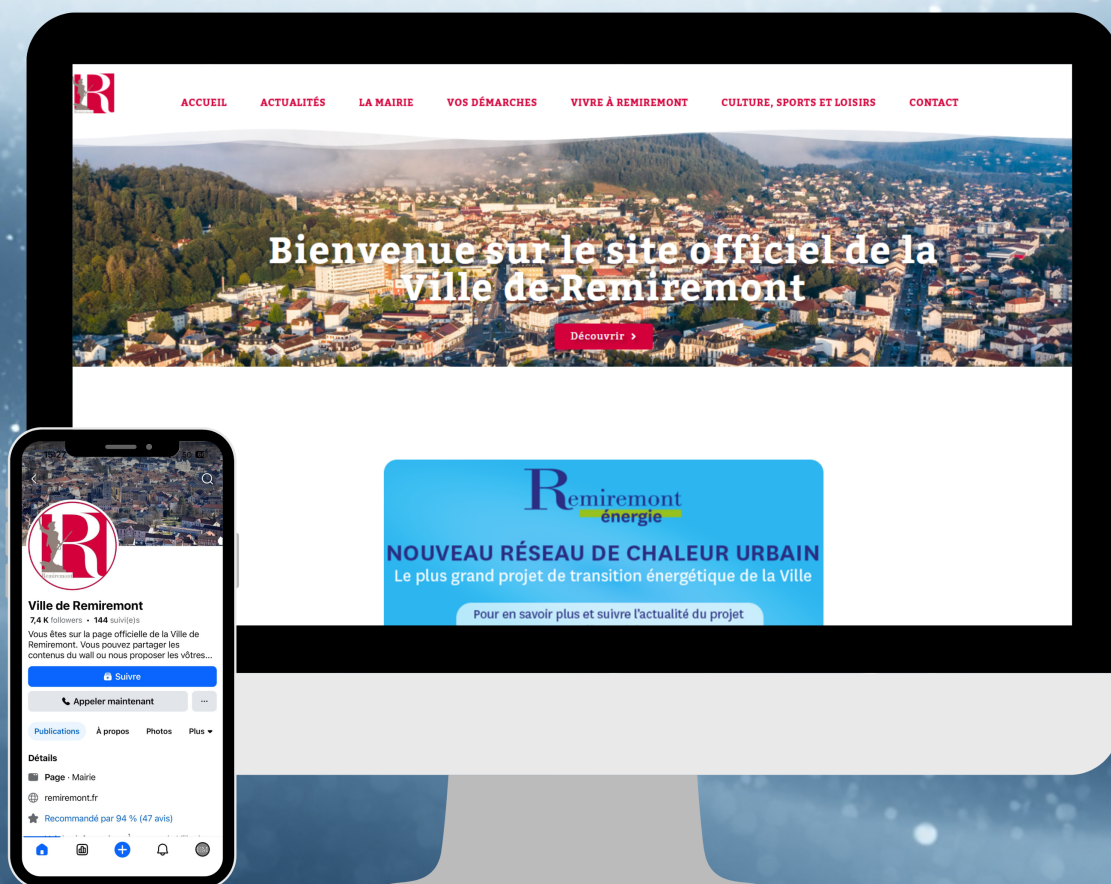 R
ACCUEIL
ACTUALITÉS
LA MAIRIE
VOS DÉMARCHES
VIVRE À REMIREMONT
CULTURE, SPORTS ET LOISIRS
CONTACT
Bienvenue sur le site officiel de la
Ville de Remiremont
Découvrir >
Remiremont
énergie
NOUVEAU RÉSEAU DE CHALEUR URBAIN
Le plus grand projet de transition énergétique de la Ville
Pour en savoir plus et suivre l'actualité du projet
15:27
5G
R
Remiremont
Ville de Remiremont
7,4 K followers • 144 suivi(e)s
Vous êtes sur la page officielle de la Ville de
Remiremont. Vous pouvez partager les
contenus du wall ou nous proposer les vôtres...
Suivre
Appeler maintenant
...
Publications
À propos
Photos
Plus
Détails
Page · Mairie
remiremont.fr
Recommandé par 94 % (47 avis)